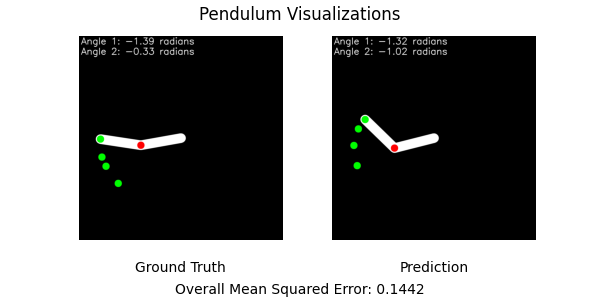 Pendulum Visualizations
Angle 1: -1.39 radians
Angle 2: -0.33 radians
Angle 1: -1.32 radians
Angle 2: -1.02 radians
Ground Truth
Prediction
Overall Mean Squared Error: 0.1442